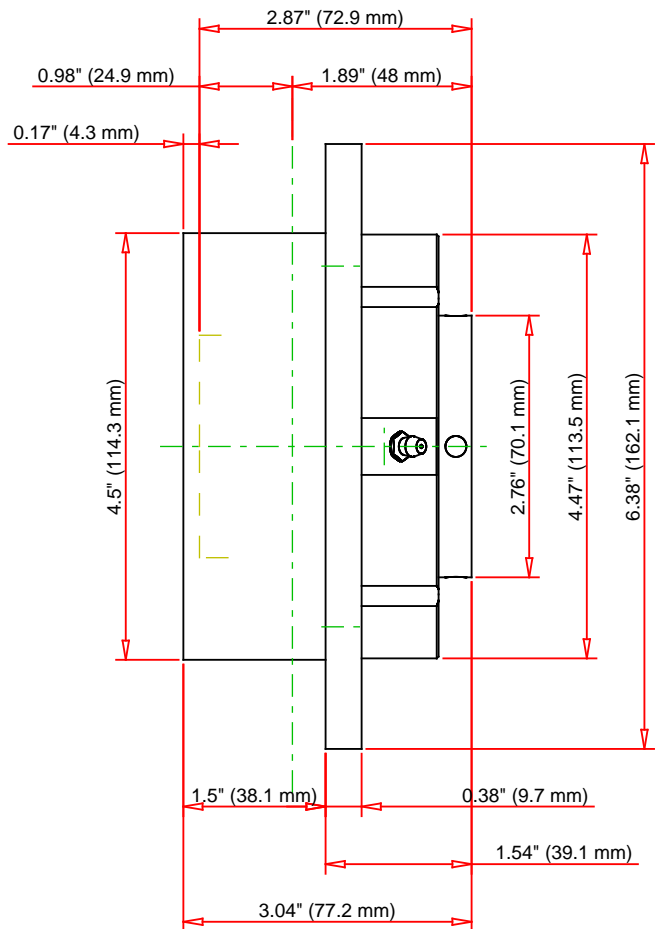 2.87" (72.9 mm)
0.98" (24.9 mm)
1.89" (48 mm)
0.17" (4.3 mm)
4.5" (114.3 mm)
2.76" (70.1 mm)
4.47" (113.5 mm)
6.38" (162.1 mm)
1.5" (38.1 mm)
0.38" (9.7 mm)
1.54" (39.1 mm)
3.04" (77.2 mm)